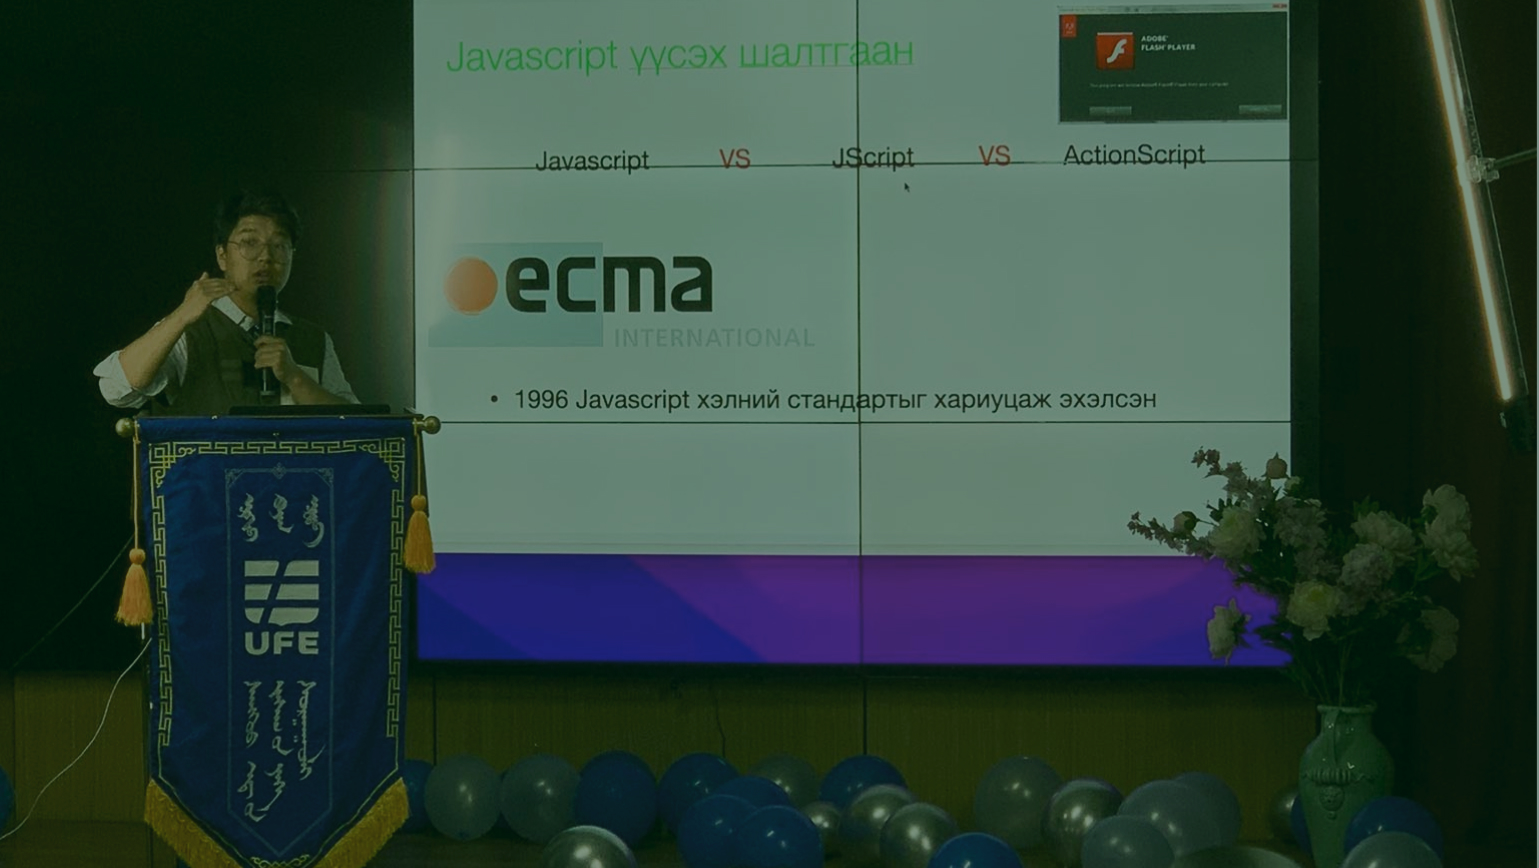 Javascript үүсэх шалтгаан
ADOBE®
FLASH® PLAYER
Javascript VS JScript VS ActionScript
ecma
INTERNATIONAL
• 1996 Javascript хэлний стандартыг хариуцаж эхэлсэн
UFE